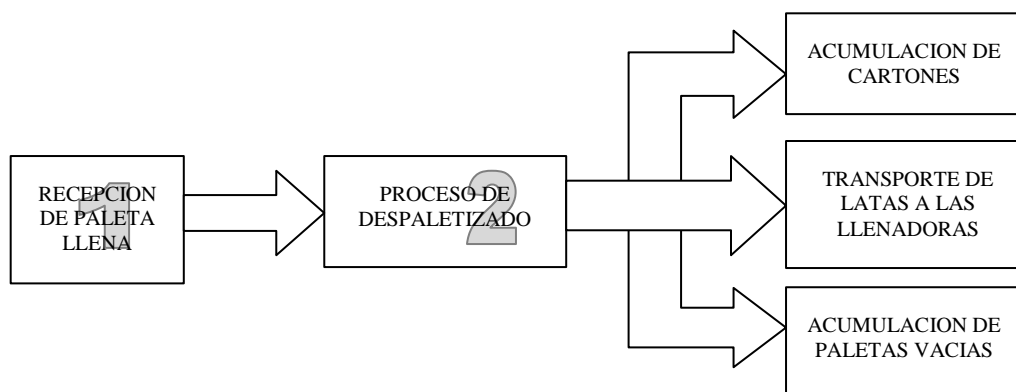 RECEPCION
DE PALETA
LLENA
1
PROCESO DE
DESPALETIZADO
2
ACUMULACION DE
CARTONES
TRANSPORTE DE
LATAS A LAS
LLENADORAS
ACUMULACION DE
PALETAS VACIAS